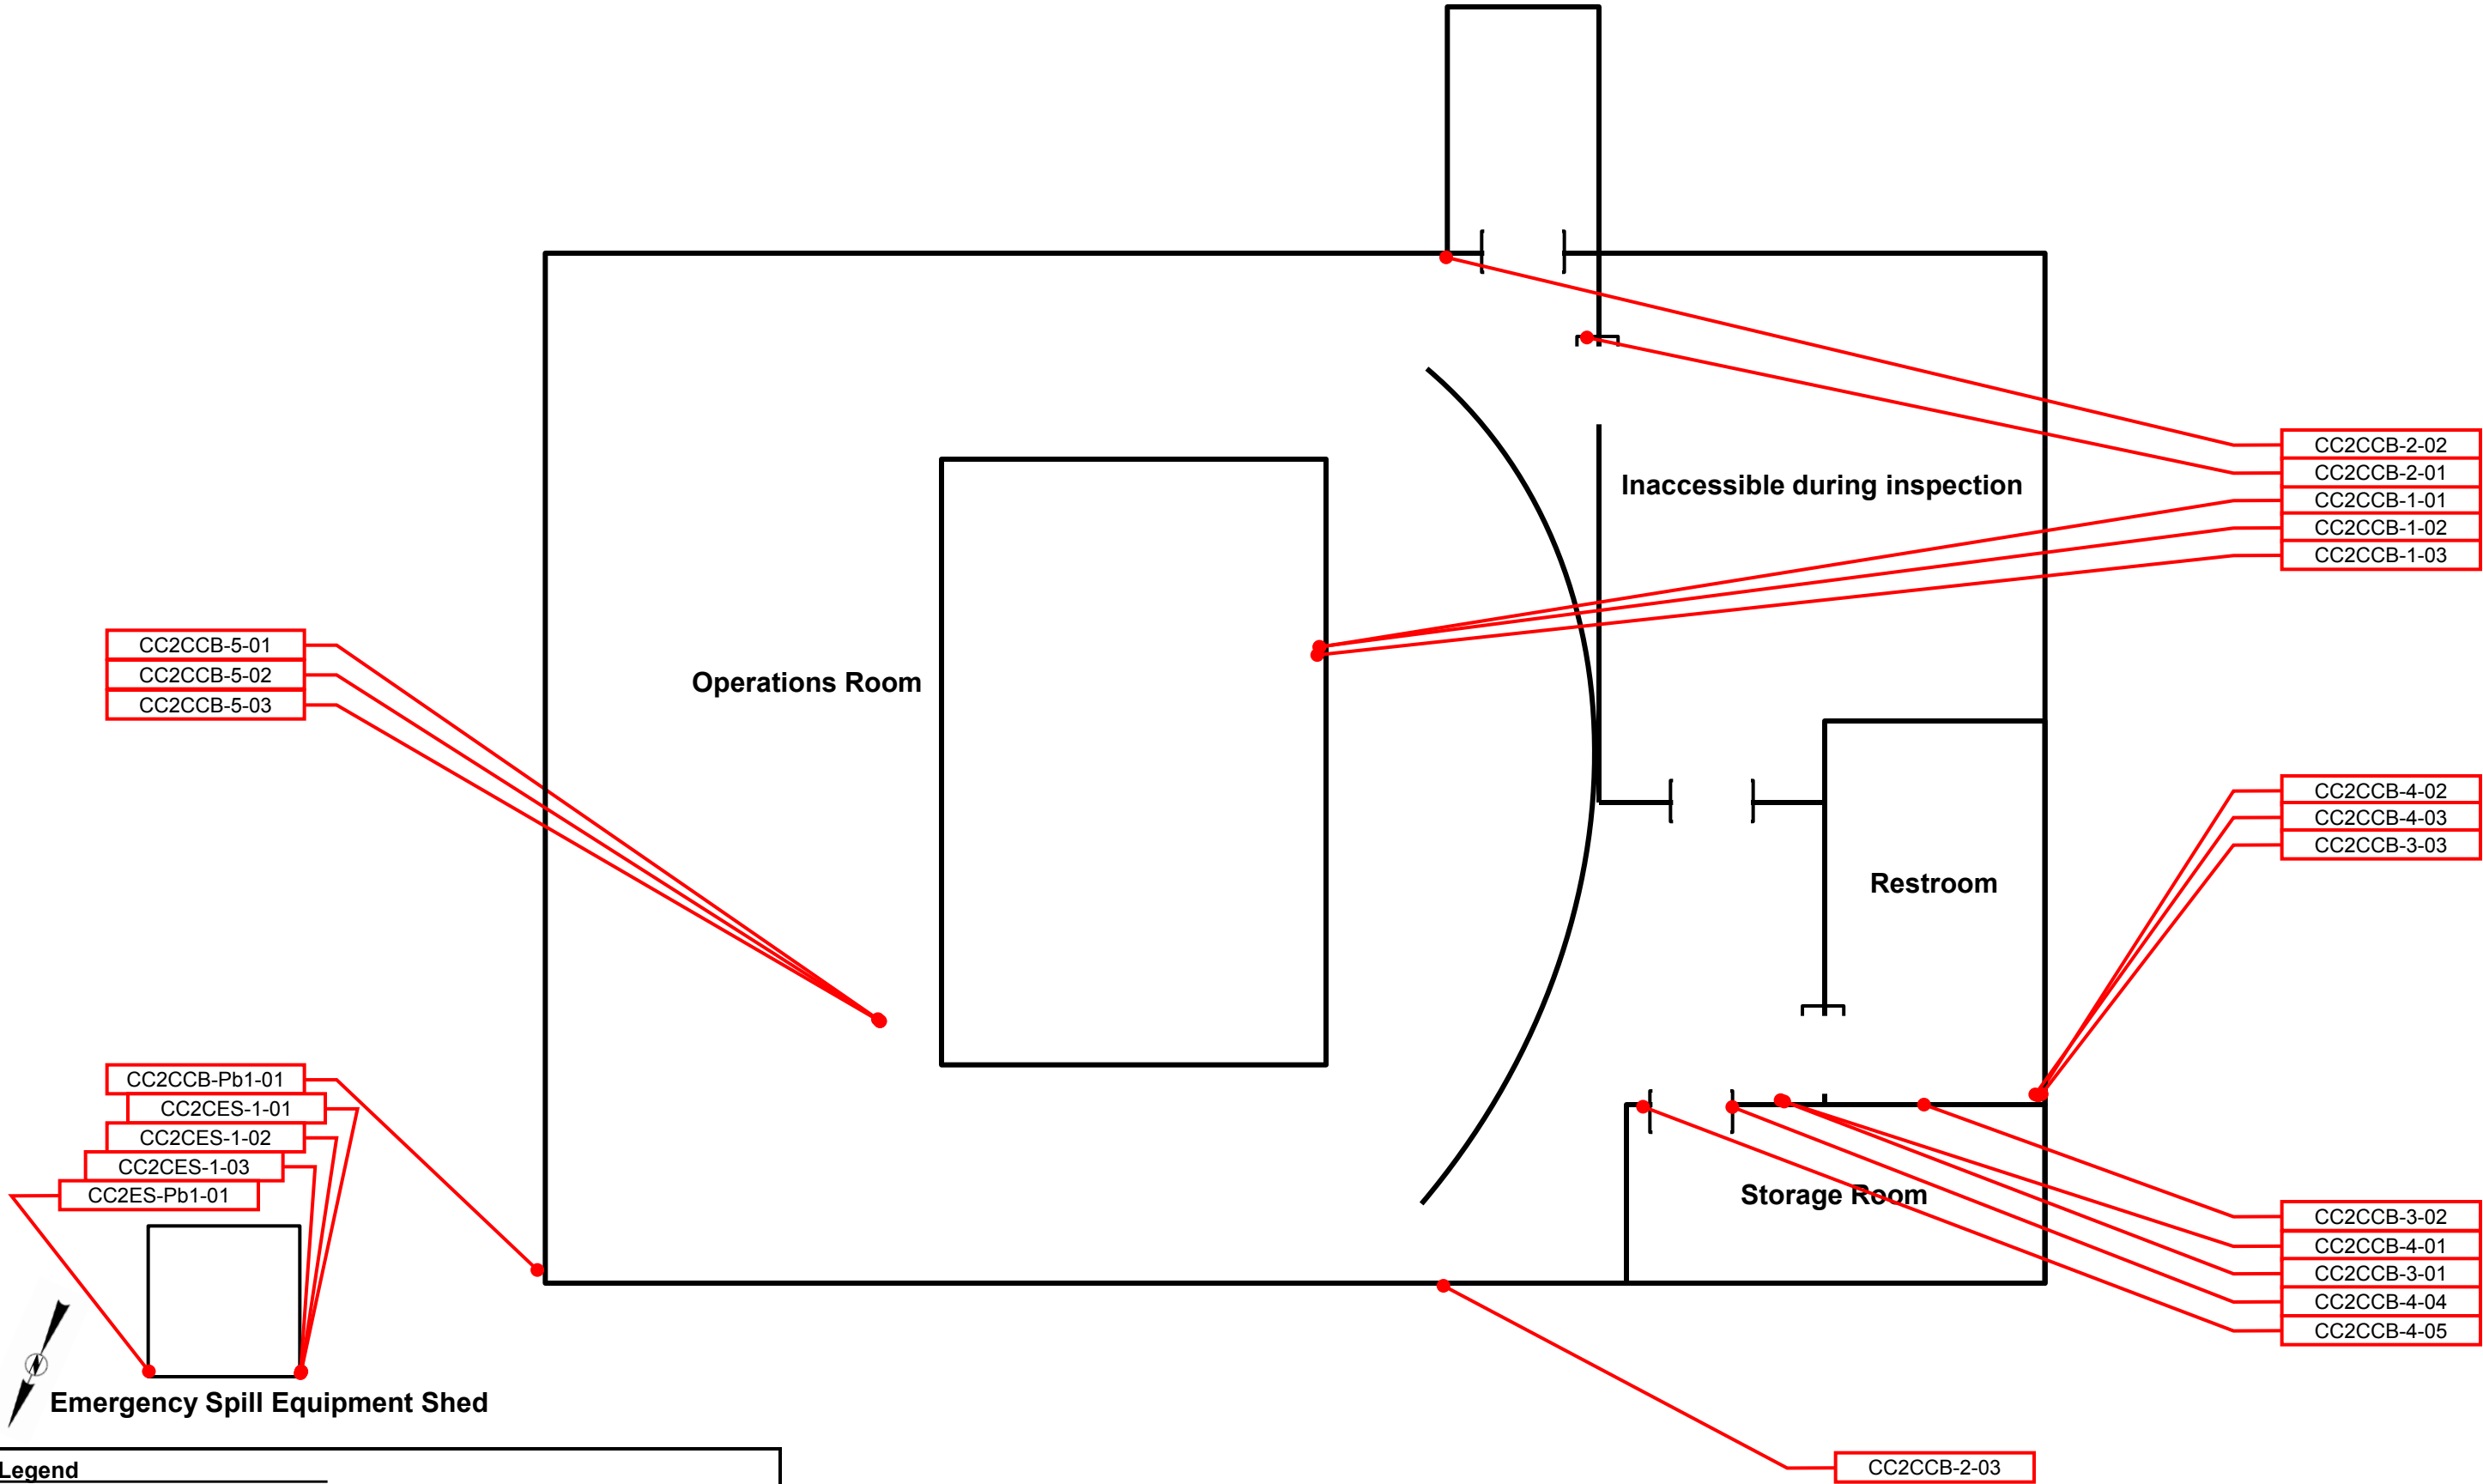 CC2CCB-2-02
CC2CCB-2-01
CC2CCB-1-01
CC2CCB-1-02
CC2CCB-1-03
Inaccessible during inspection
CC2CCB-5-01
CC2CCB-5-02
CC2CCB-5-03
Operations Room
CC2CCB-4-02
CC2CCB-4-03
CC2CCB-3-03
Restroom
CC2CCB-Pb1-01
CC2CES-1-01
CC2CES-1-02
CC2CES-1-03
CC2ES-Pb1-01
Storage Room
CC2CCB-3-02
CC2CCB-4-01
CC2CCB-3-01
CC2CCB-4-04
CC2CCB-4-05
N
Emergency Spill Equipment Shed
Legend
CC2CCB-2-03